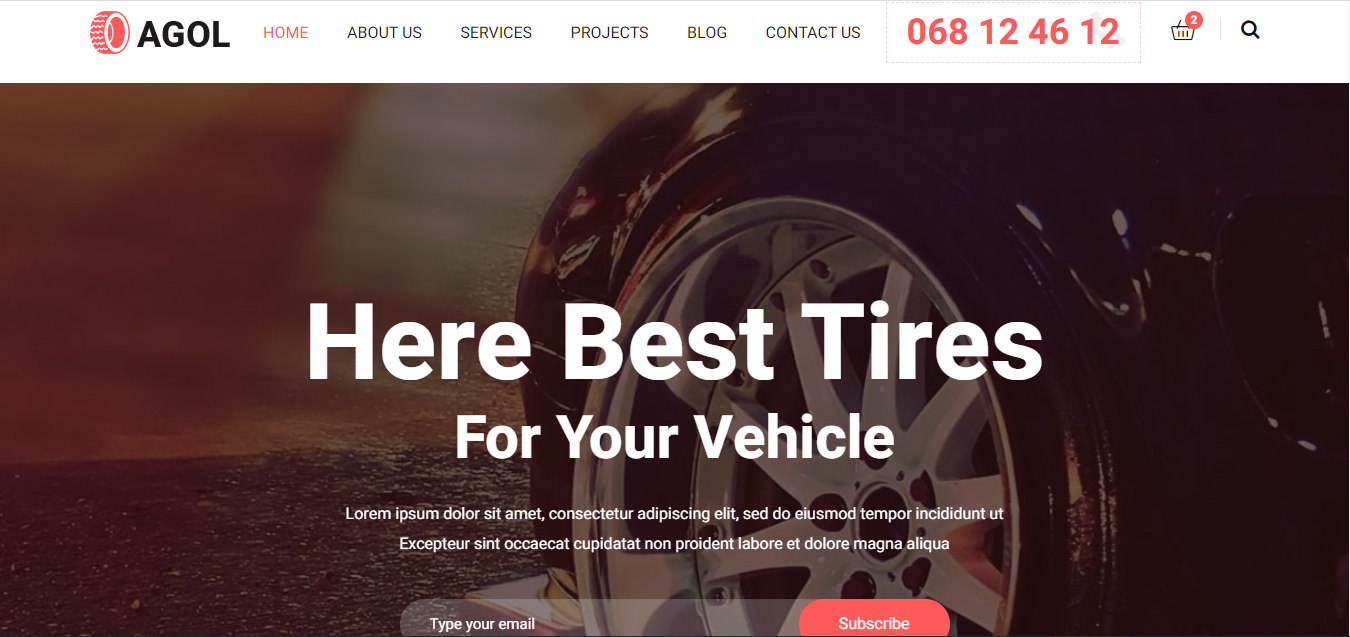 AGOL
HOME ABOUT US SERVICES PROJECTS BLOG CONTACT US
068 12 46 12
2
Here Best Tires
For Your Vehicle
Lorem ipsum dolor sit amet, consectetur adipiscing elit, sed do eiusmod tempor incididunt ut
Excepteur sint occaecat cupidatat non proident labore et dolore magna aliqua
Type your email Subscribe